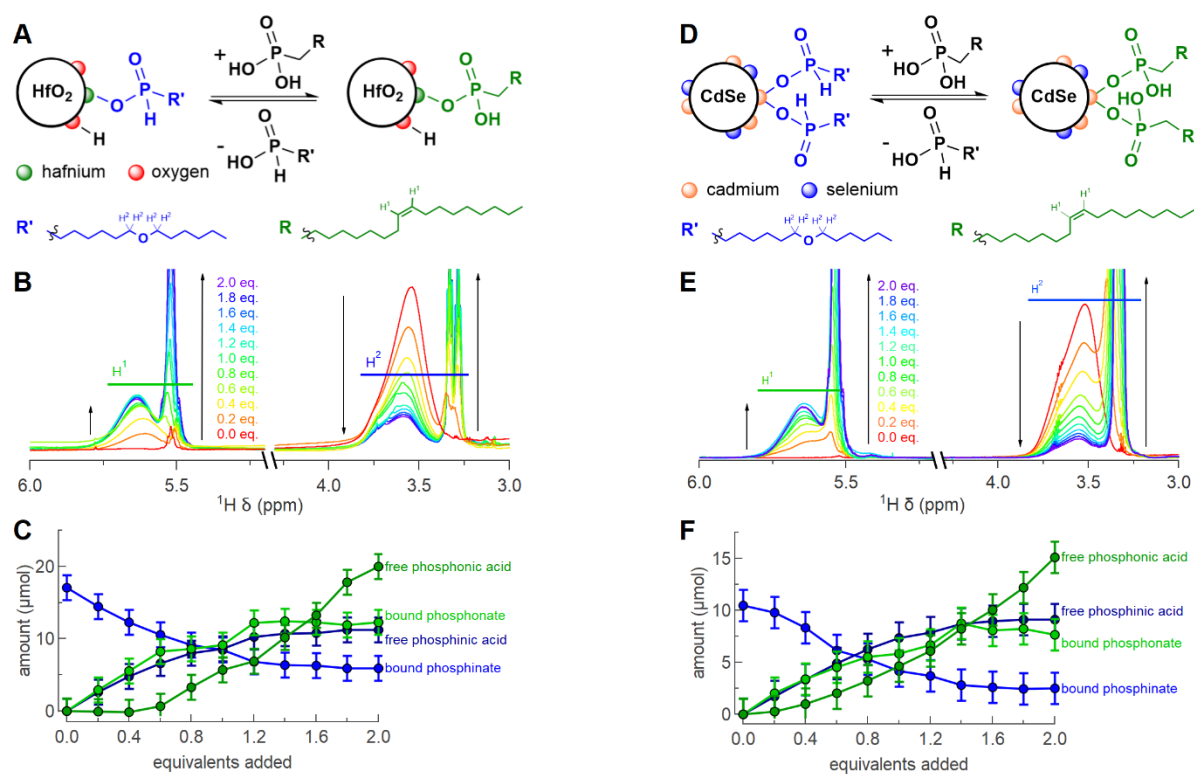 A
HfO2
O
P
O
H
R'
+
HO
P
O
OH
R
-
HO
P
O
H
R'
HfO2
O
P
O
OH
R
H
H
hafnium
oxygen
R'
H2 H2 H2 H2
O
R
H1 H1
B
H1
2.0 eq.
1.8 eq.
1.6 eq.
1.4 eq.
1.2 eq.
1.0 eq.
0.8 eq.
0.6 eq.
0.4 eq.
0.2 eq.
0.0 eq.
H2
6.0 5.5 4.0 3.5 3.0
1H δ (ppm)
C
amount (µmol)
20
10
0
free phosphonic acid
bound phosphonate
free phosphinic acid
bound phosphinate
0.0 0.4 0.8 1.2 1.6 2.0
equivalents added
D
CdSe
O
P
O
H
R'
O
P
H
O
R'
+
HO
P
O
OH
R
-
HO
P
O
H
R'
CdSe
O
P
O
OH
R
O
P
HO
O
R
cadmium
selenium
R'
H2 H2 H2 H2
O
R
H1 H1
E
H1
2.0 eq.
1.8 eq.
1.6 eq.
1.4 eq.
1.2 eq.
1.0 eq.
0.8 eq.
0.6 eq.
0.4 eq.
0.2 eq.
0.0 eq.
H2
6.0 5.5 4.0 3.5 3.0
1H δ (ppm)
F
amount (µmol)
15
10
5
0
free phosphonic acid
free phosphinic acid
bound phosphonate
bound phosphinate
0.0 0.4 0.8 1.2 1.6 2.0
equivalents added